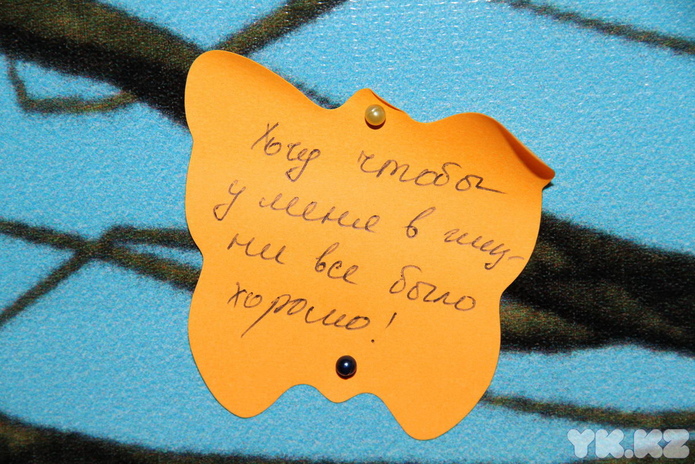 Хочу чтобы
у меня в жиз-
ни все было
хорошо!
YK.KZ